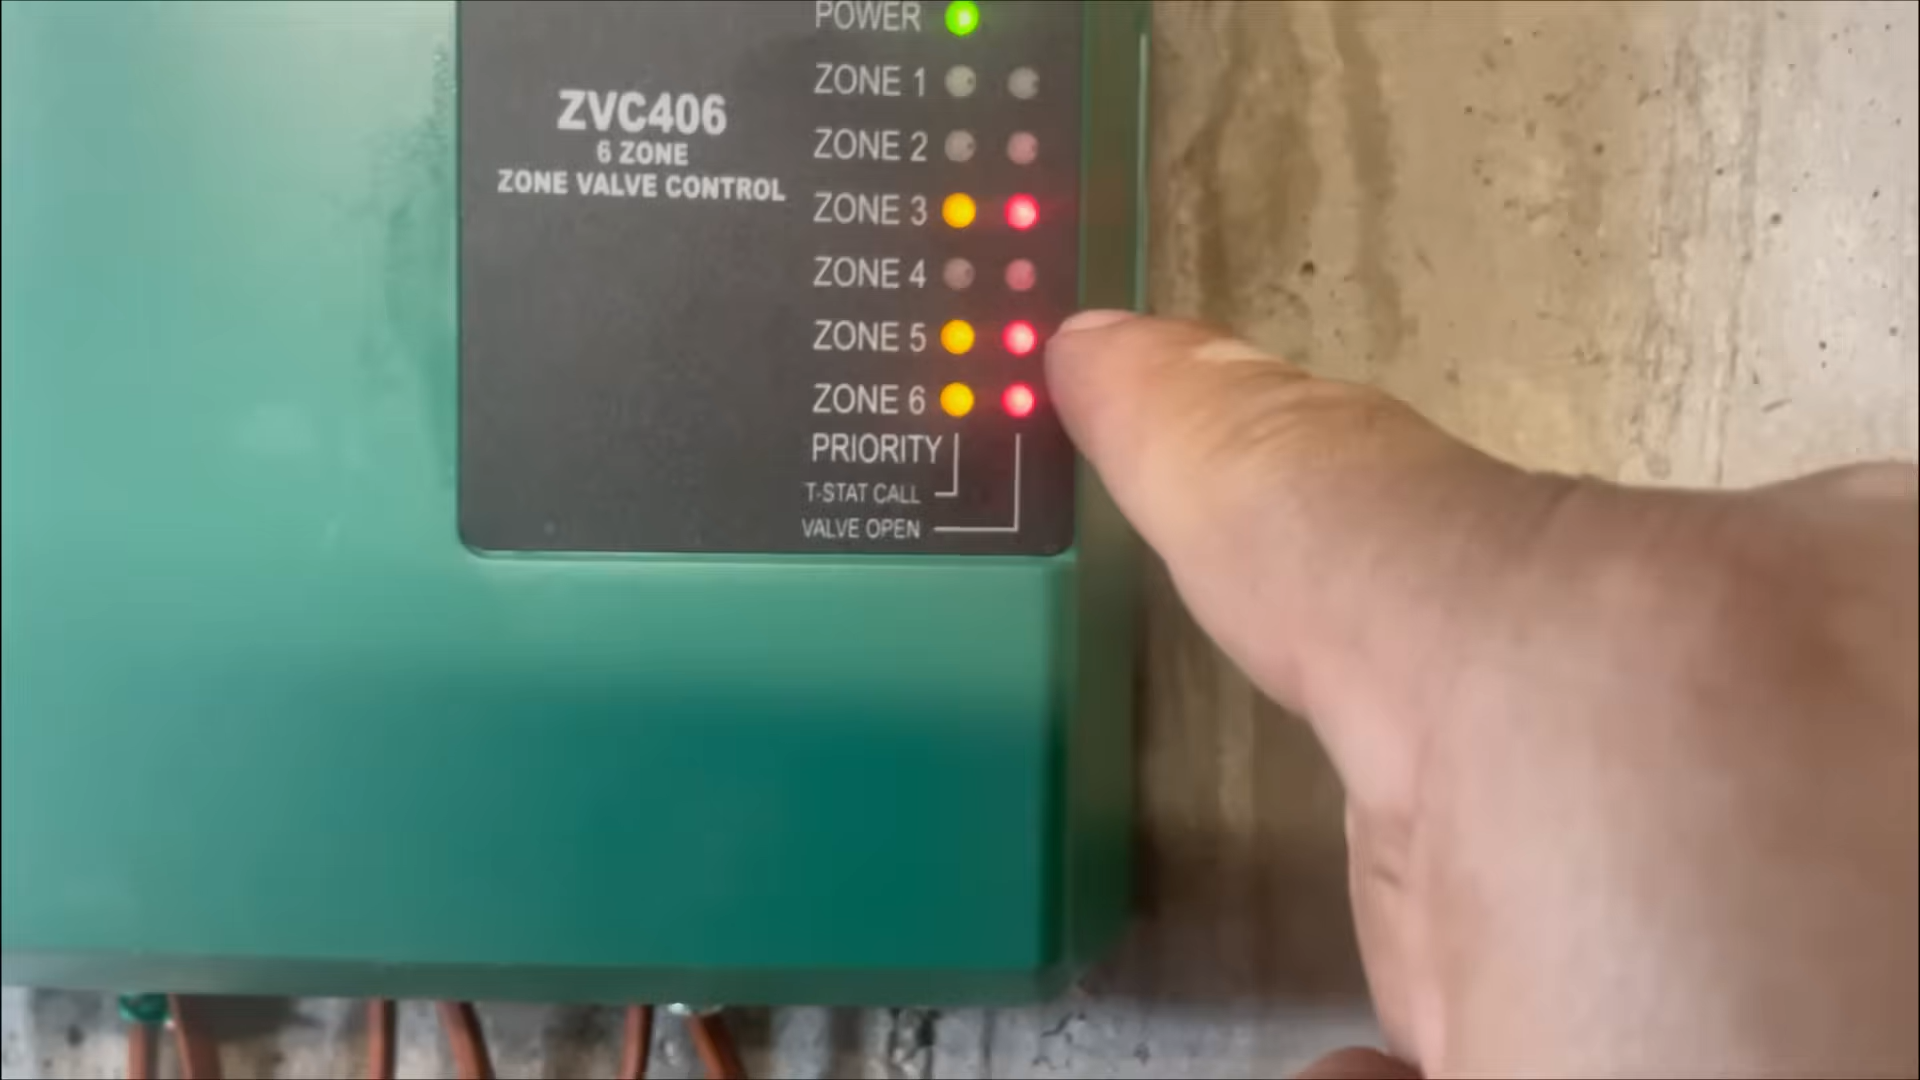 POWER
ZONE 1
ZVC406
6 ZONE
ZONE VALVE CONTROL
ZONE 2
ZONE 3
ZONE 4
ZONE 5
ZONE 6
PRIORITY
T-STAT CALL
VALVE OPEN